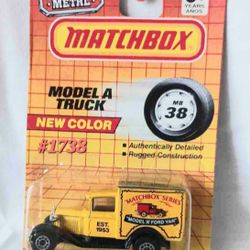 METAL
YEARS
ANOS
MATCHBOX
MODEL A
TRUCK
MB
38
NEW COLOR
#1738
• Authentically Detailed
• Rugged Construction
MATCHBOX SERIES
"MODEL 'A' FORD VAN"
EST.
1953